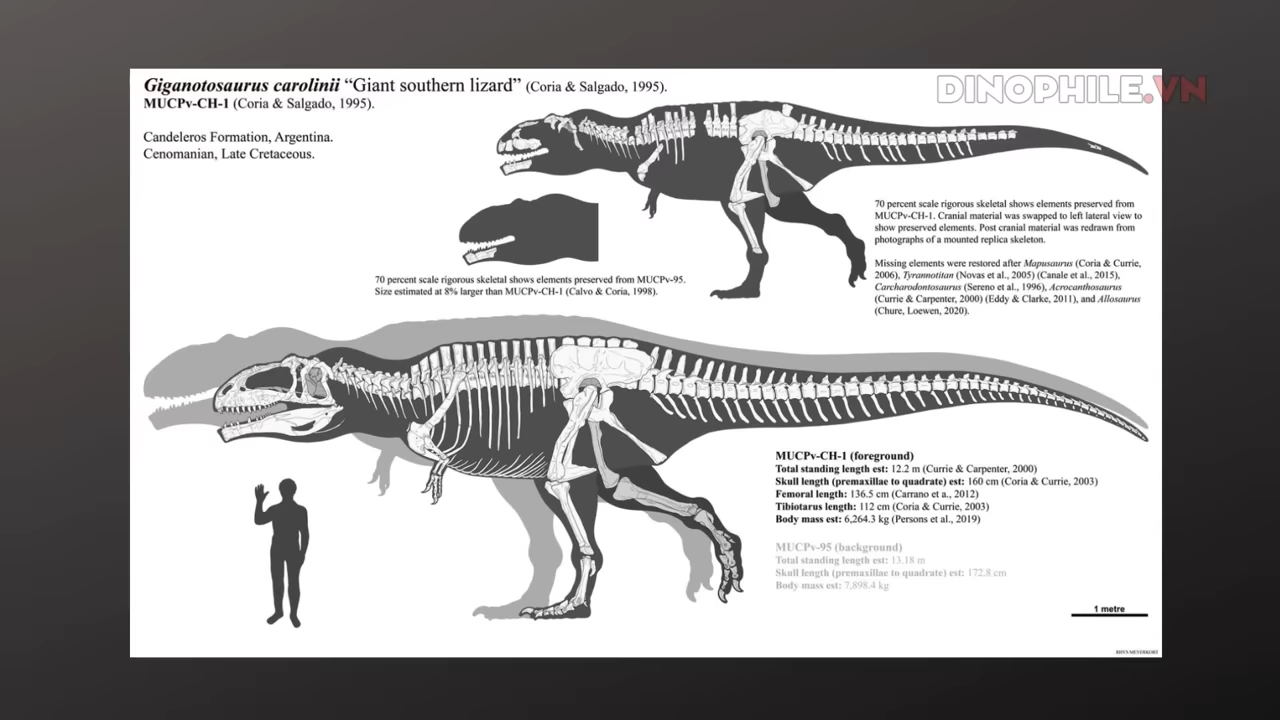 Giganotosaurus carolinii “Giant southern lizard” (Coria & Salgado, 1995).
MUCPv-CH-1 (Coria & Salgado, 1995).
DINOPHILE.VN
Candeleros Formation, Argentina.
Cenomanian, Late Cretaceous.
70 percent scale rigorous skeletal shows elements preserved from
MUCPv-CH-1. Cranial material was swapped to left lateral view to
show preserved elements. Post cranial material was redrawn from
photographs of a mounted replica skeleton.
Missing elements were restored after Mapusaurus (Coria & Currie,
2006), Tyrannotitan (Novas et al., 2005) (Canale et al., 2015),
Carcharodontosaurus (Sereno et al., 1996), Acrocanthosaurus
(Currie & Carpenter, 2000) (Eddy & Clarke, 2011), and Allosaurus
(Chure, Loewen, 2020).
70 percent scale rigorous skeletal shows elements preserved from MUCPv-95.
Size estimated at 8% larger than MUCPv-CH-1 (Calvo & Coria, 1998).
MUCPv-CH-1 (foreground)
Total standing length est: 12.2 m (Currie & Carpenter, 2000)
Skull length (premaxillae to quadrate) est: 160 cm (Coria & Currie, 2003)
Femoral length: 136.5 cm (Carrano et a., 2012)
Tibiotarus length: 112 cm (Coria & Currie, 2003)
Body mass est: 6,264.3 kg (Persons et al., 2019)
MUCPv-95 (background)
Total standing length est: 13.18 m
Skull length (premaxillae to quadrate) est: 172.8 cm
Body mass est: 7,898.4 kg
1 metre
RHYS MEYERKORT